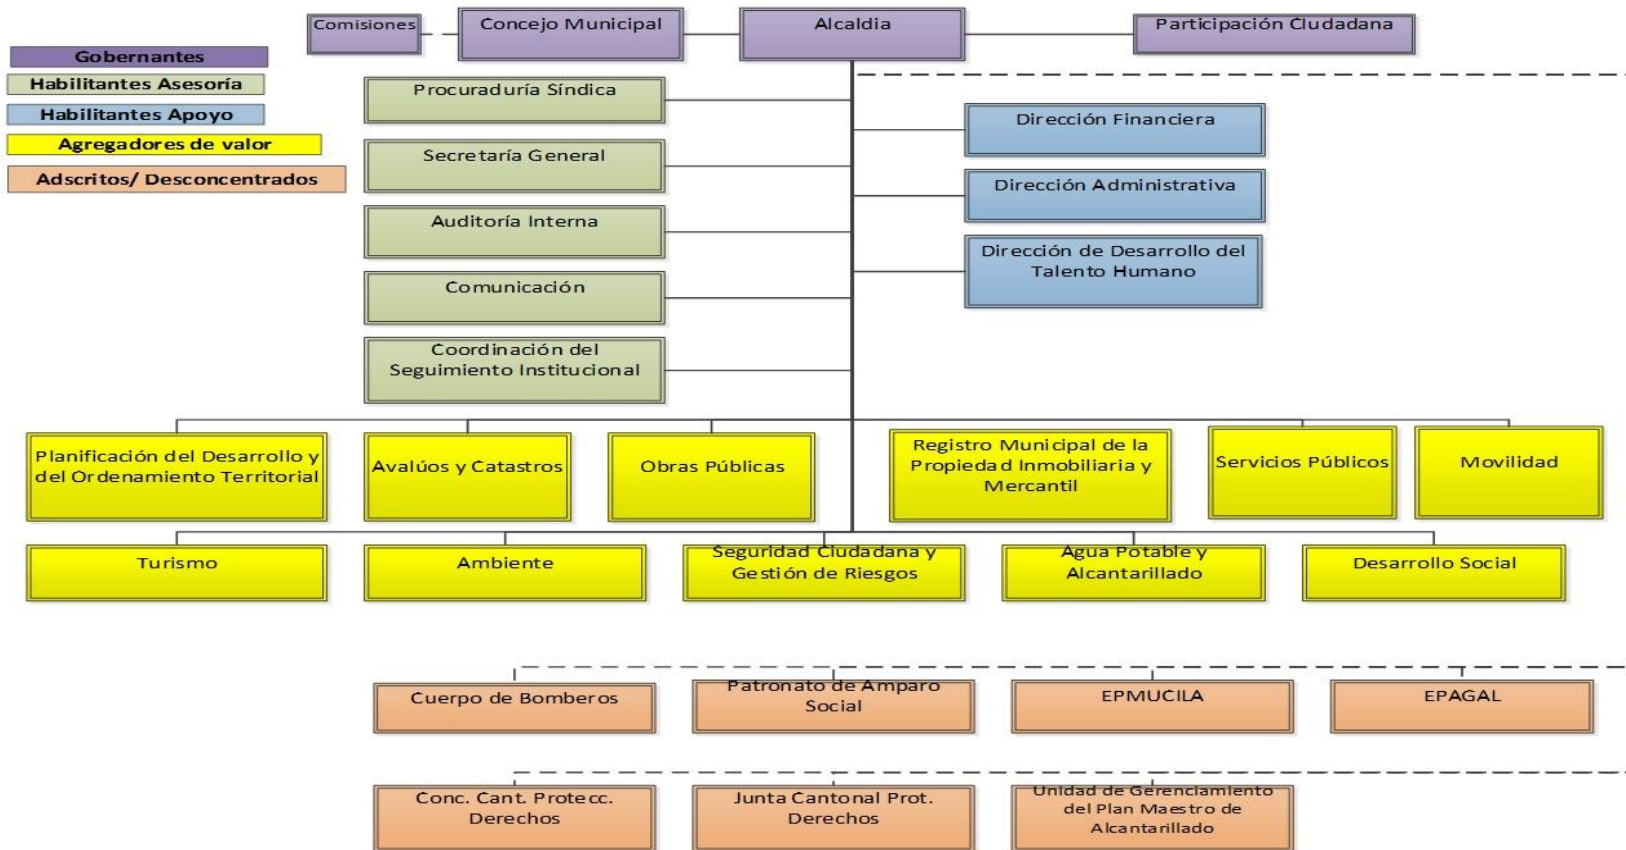 Comisiones
Concejo Municipal
Alcaldia
Participación Ciudadana
Gobernantes
Habilitantes Asesoría
Habilitantes Apoyo
Agregadores de valor
Adscritos/ Desconcentrados
Procuraduría Síndica
Secretaría General
Auditoría Interna
Comunicación
Coordinación del
Seguimiento Institucional
Dirección Financiera
Dirección Administrativa
Dirección de Desarrollo del
Talento Humano
Planificación del Desarrollo y
del Ordenamiento Territorial
Avalúos y Catastros
Obras Públicas
Registro Municipal de la
Propiedad Inmobiliaria y
Mercantil
Servicios Públicos
Movilidad
Turismo
Ambiente
Seguridad Ciudadana y
Gestión de Riesgos
Agua Potable y
Alcantarillado
Desarrollo Social
Cuerpo de Bomberos
Patronato de Amparo
Social
EPMUCILA
EPAGAL
Conc. Cant. Protecc.
Derechos
Junta Cantonal Prot.
Derechos
Unidad de Gerenciamiento
del Plan Maestro de
Alcantarillado